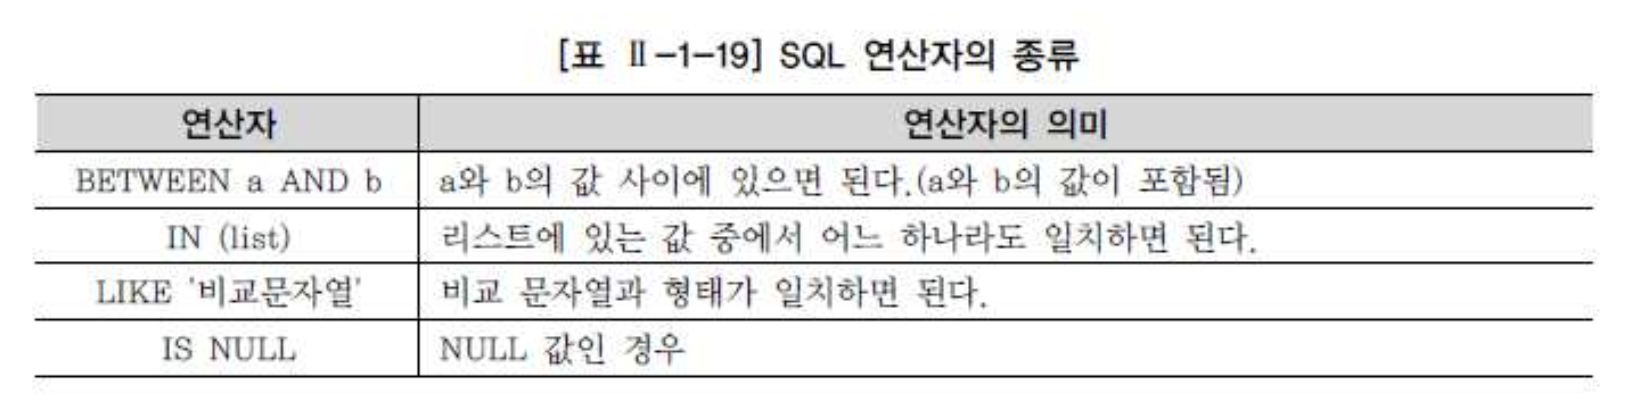 [표 Ⅱ-1-19] SQL 연산자의 종류
연산자 연산자의 의미
BETWEEN a AND b a와 b의 값 사이에 있으면 된다.(a와 b의 값이 포함됨)
IN (list) 리스트에 있는 값 중에서 어느 하나라도 일치하면 된다.
LIKE '비교문자열' 비교 문자열과 형태가 일치하면 된다.
IS NULL NULL 값인 경우